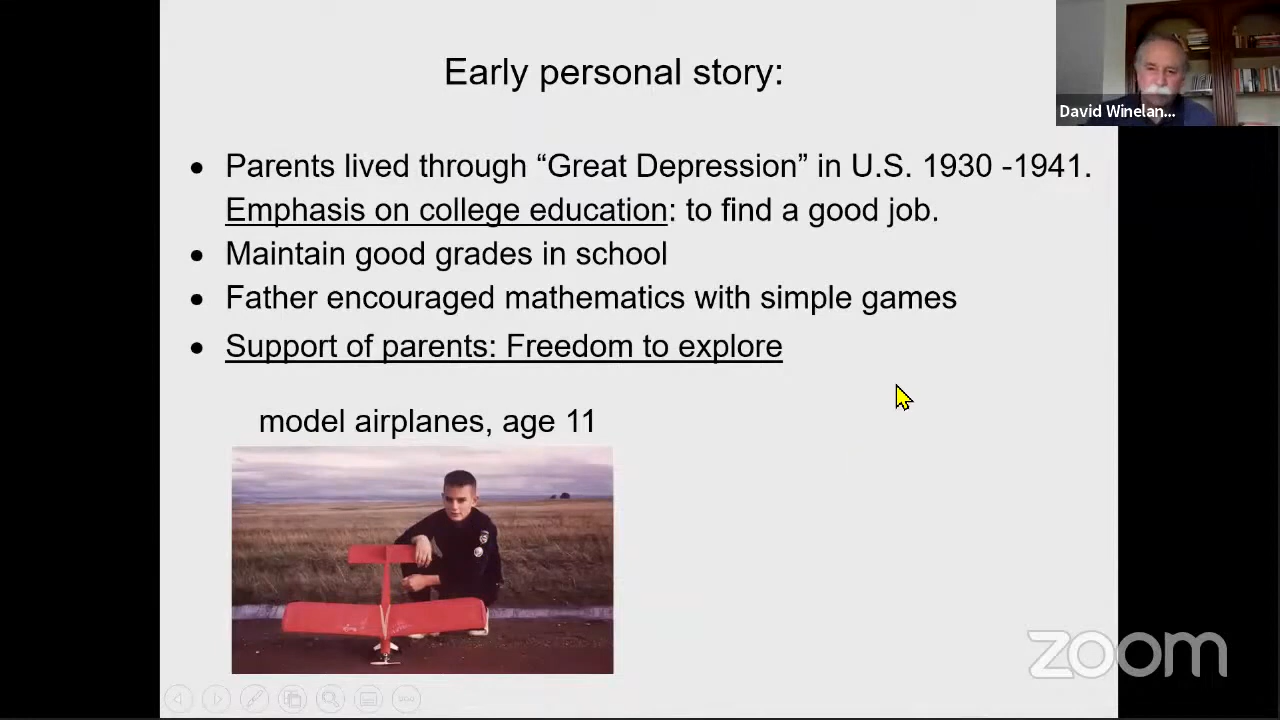 Early personal story:
David Winelan...
• Parents lived through “Great Depression” in U.S. 1930 -1941.
Emphasis on college education: to find a good job.
• Maintain good grades in school
• Father encouraged mathematics with simple games
• Support of parents: Freedom to explore
model airplanes, age 11
zoom